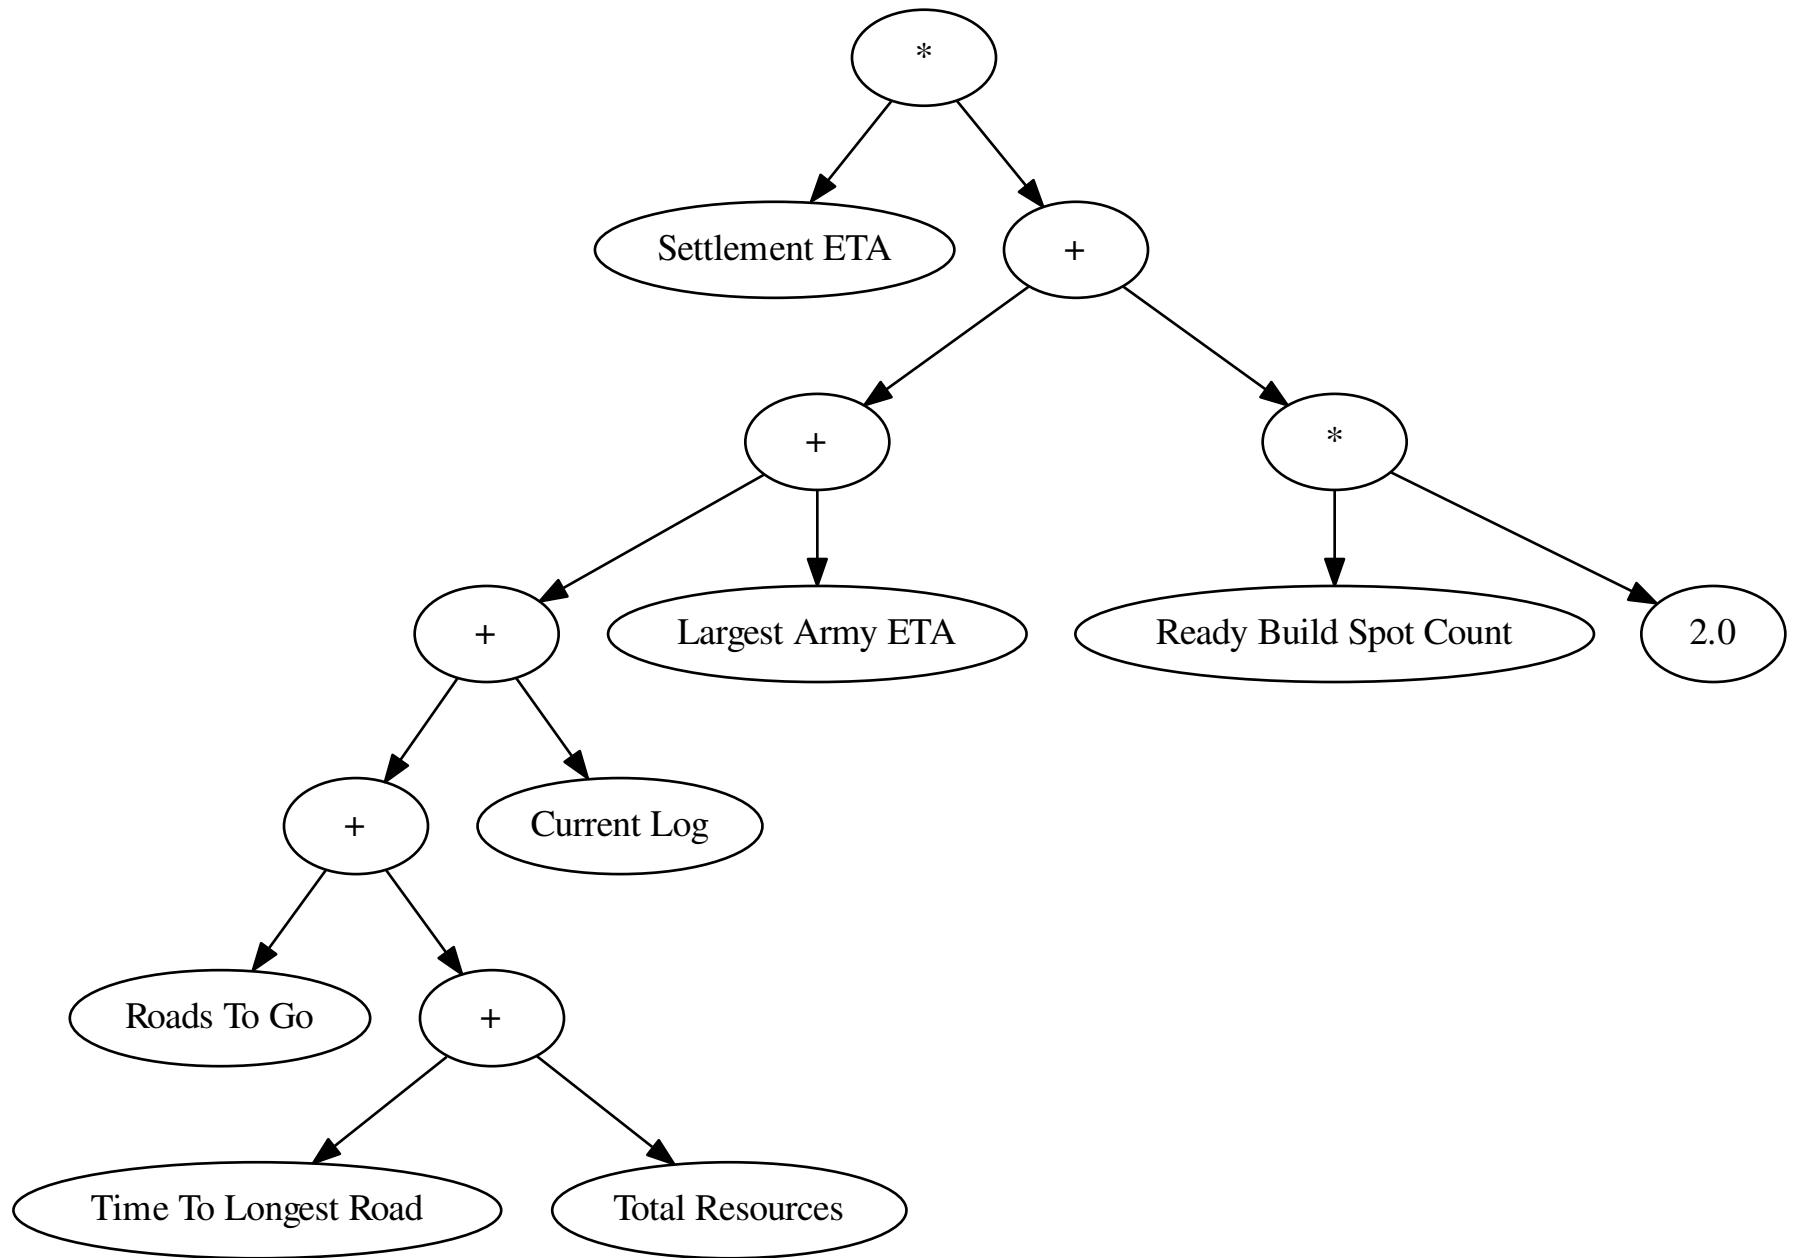 *
Settlement ETA
+
+
*
+
Largest Army ETA
Ready Build Spot Count
2.0
+
Current Log
Roads To Go
+
Time To Longest Road
Total Resources